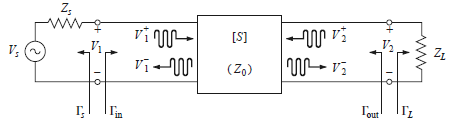 Z_s
V_s
+
V_1
−
V_1^+
V_1^−
[S]
(Z_0)
V_2^+
V_2^−
+
V_2
−
Z_L
Γ_s
Γ_in
Γ_out
Γ_L